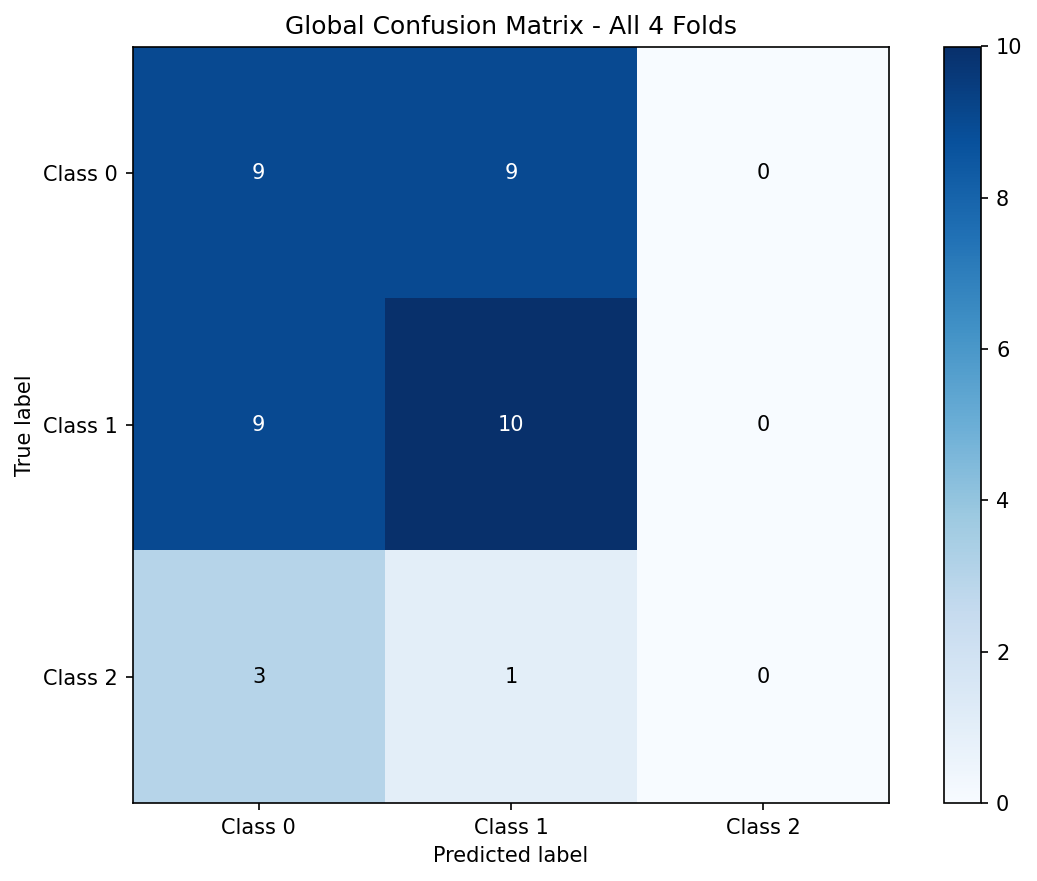 Global Confusion Matrix - All 4 Folds
True label
Class 0
9 9 0
Class 1
9 10 0
Class 2
3 1 0
Class 0 Class 1 Class 2
Predicted label
10
8
6
4
2
0